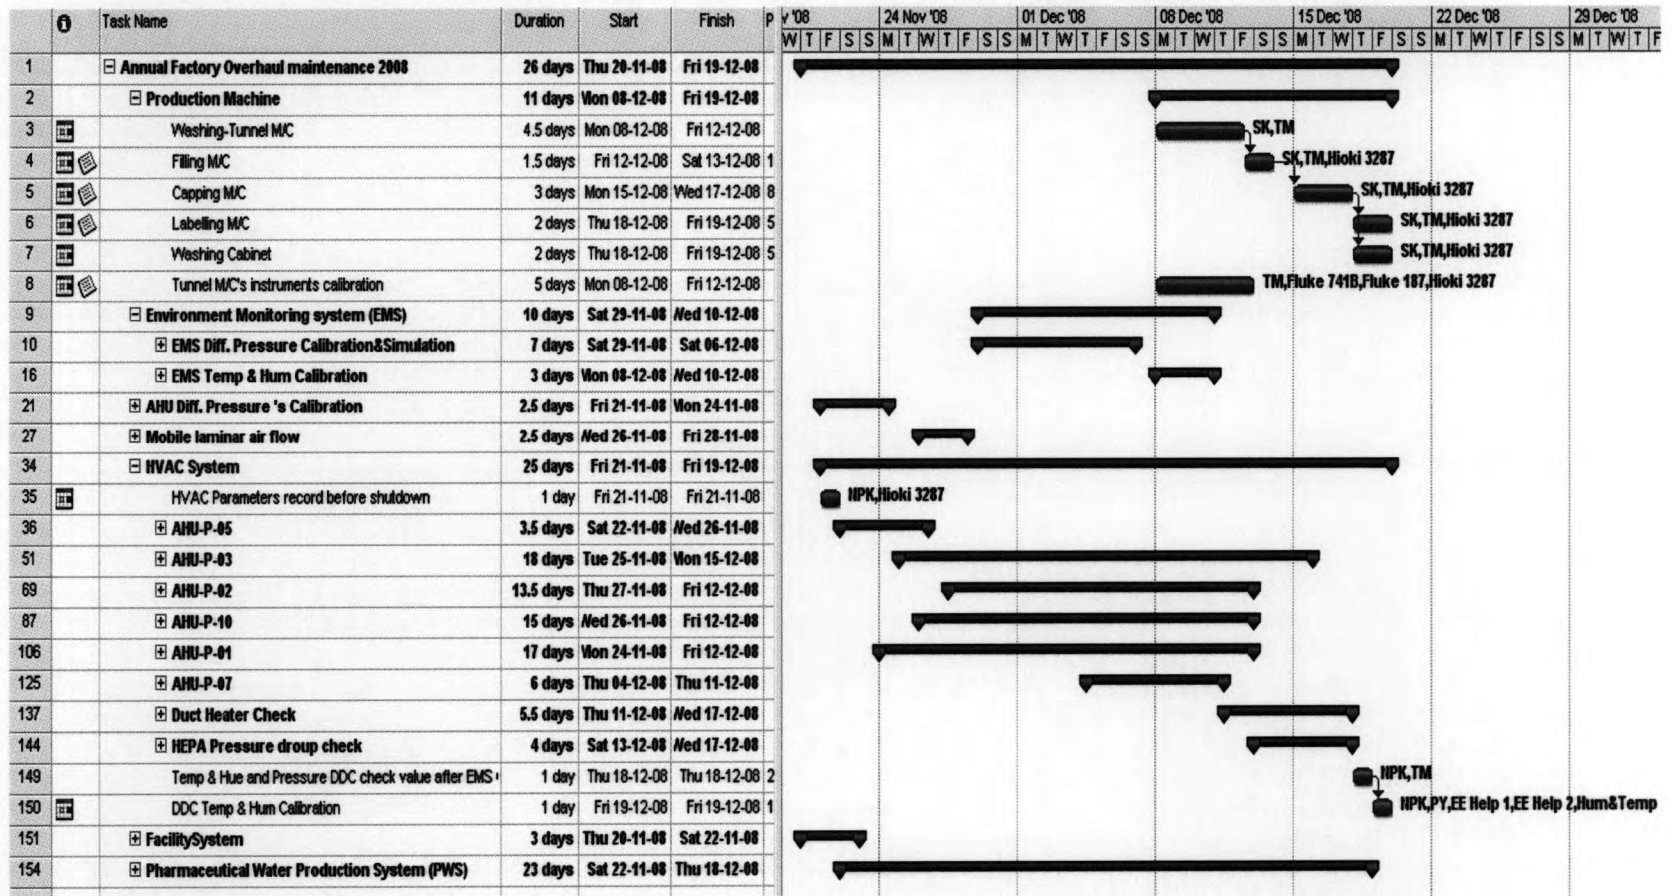 Task Name Duration Start Finish P '08 24 Nov '08 01 Dec '08 08 Dec '08 15 Dec '08 22 Dec '08 29 Dec '08
W T F S S M T W T F S S M T W T F S S M T W T F S S M T W T F S S M T W T F S S M T W T F
1 Annual Factory Overhaul maintenance 2008 26 days Thu 20-11-08 Fri 19-12-08
2 Production Machine 11 days Mon 08-12-08 Fri 19-12-08
3 Washing-Tunnel M/C 4.5 days Mon 08-12-08 Fri 12-12-08 SK,TM
4 Filling M/C 1.5 days Fri 12-12-08 Sat 13-12-08 1 SK,TM,Hioki 3287
5 Capping M/C 3 days Mon 15-12-08 Wed 17-12-08 8 SK,TM,Hioki 3287
6 Labelling M/C 2 days Thu 18-12-08 Fri 19-12-08 5 SK,TM,Hioki 3287
7 Washing Cabinet 2 days Thu 18-12-08 Fri 19-12-08 5 SK,TM,Hioki 3287
8 Tunnel M/C's instruments calibration 5 days Mon 08-12-08 Fri 12-12-08 TM,Fluke 741B,Fluke 187,Hioki 3287
9 Environment Monitoring system (EMS) 10 days Sat 29-11-08 Wed 10-12-08
10 EMS Diff. Pressure Calibration&Simulation 7 days Sat 29-11-08 Sat 06-12-08
16 EMS Temp & Hum Calibration 3 days Mon 08-12-08 Wed 10-12-08
21 AHU Diff. Pressure 's Calibration 2.5 days Fri 21-11-08 Mon 24-11-08
27 Mobile laminar air flow 2.5 days Wed 26-11-08 Fri 28-11-08
34 HVAC System 25 days Fri 21-11-08 Fri 19-12-08
35 HVAC Parameters record before shutdown 1 day Fri 21-11-08 Fri 21-11-08 NPK,Hioki 3287
36 AHU-P-05 3.5 days Sat 22-11-08 Wed 26-11-08
51 AHU-P-03 18 days Tue 25-11-08 Mon 15-12-08
69 AHU-P-02 13.5 days Thu 27-11-08 Fri 12-12-08
87 AHU-P-10 15 days Wed 26-11-08 Fri 12-12-08
106 AHU-P-01 17 days Mon 24-11-08 Fri 12-12-08
125 AHU-P-07 6 days Thu 04-12-08 Thu 11-12-08
137 Duct Heater Check 5.5 days Thu 11-12-08 Wed 17-12-08
144 HEPA Pressure droup check 4 days Sat 13-12-08 Wed 17-12-08
149 Temp & Hue and Pressure DDC check value after EMS 1 day Thu 18-12-08 Thu 18-12-08 2 NPK,TM
150 DDC Temp & Hum Calibration 1 day Fri 19-12-08 Fri 19-12-08 1 NPK,PY,EE Help 1,EE Help 2,Hum&Temp
151 FacilitySystem 3 days Thu 20-11-08 Sat 22-11-08
154 Pharmaceutical Water Production System (PWS) 23 days Sat 22-11-08 Thu 18-12-08